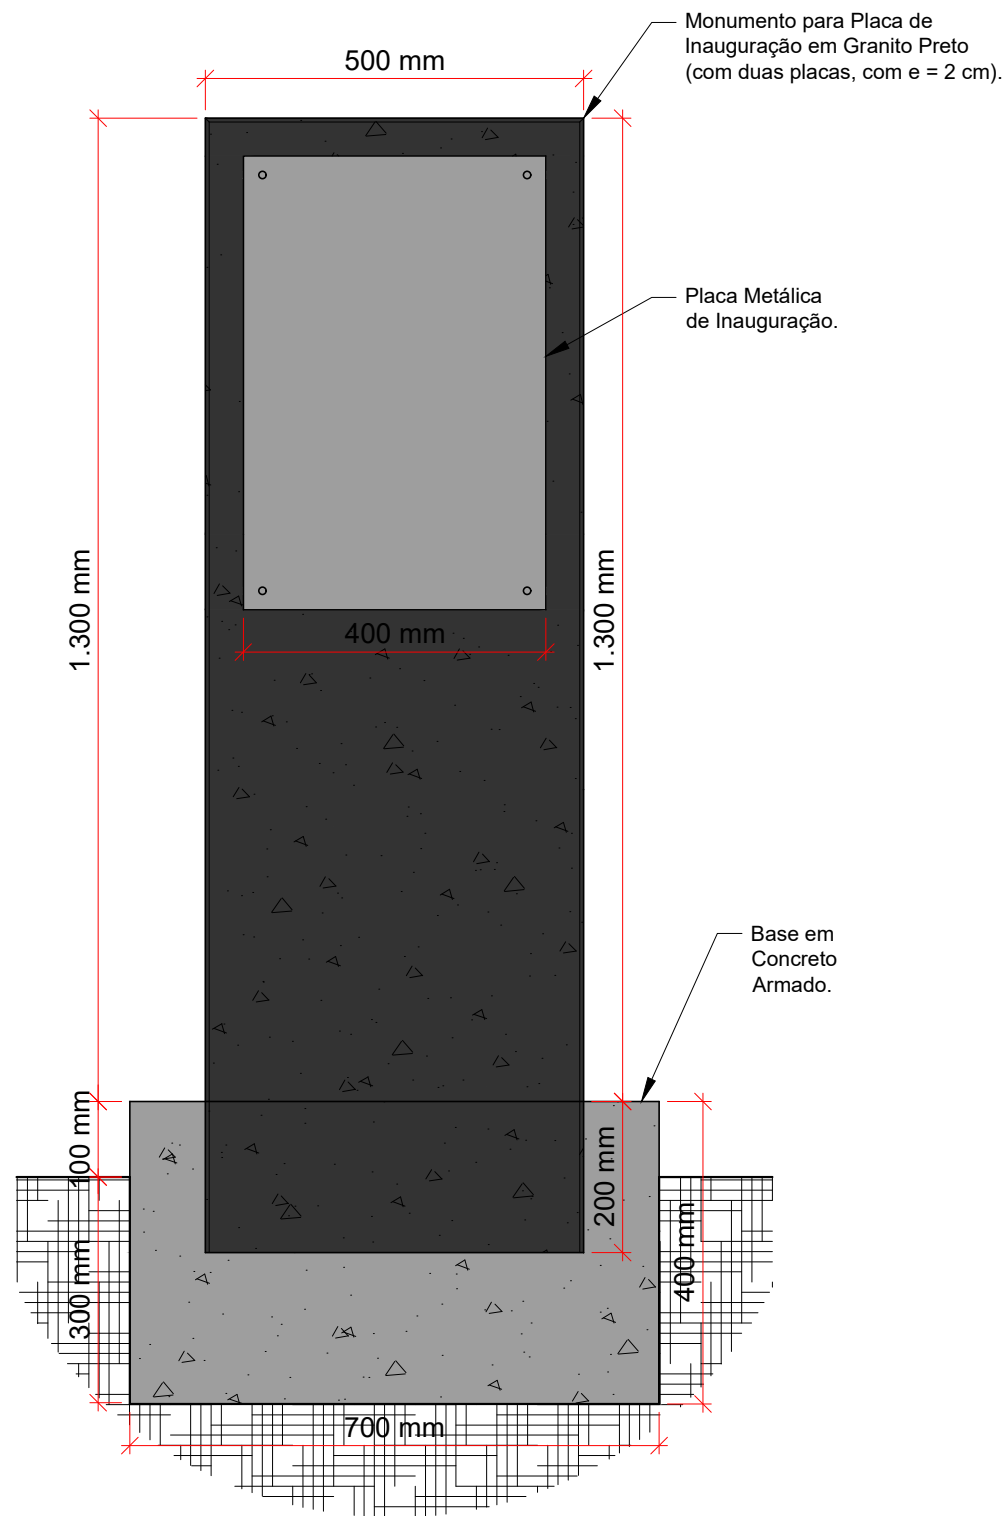 Monumento para Placa de
Inauguração em Granito Preto
(com duas placas, com e = 2 cm).
500 mm
Placa Metálica
de Inauguração.
1.300 mm
1.300 mm
400 mm
Base em
Concreto
Armado.
100 mm
200 mm
400 mm
300 mm
700 mm